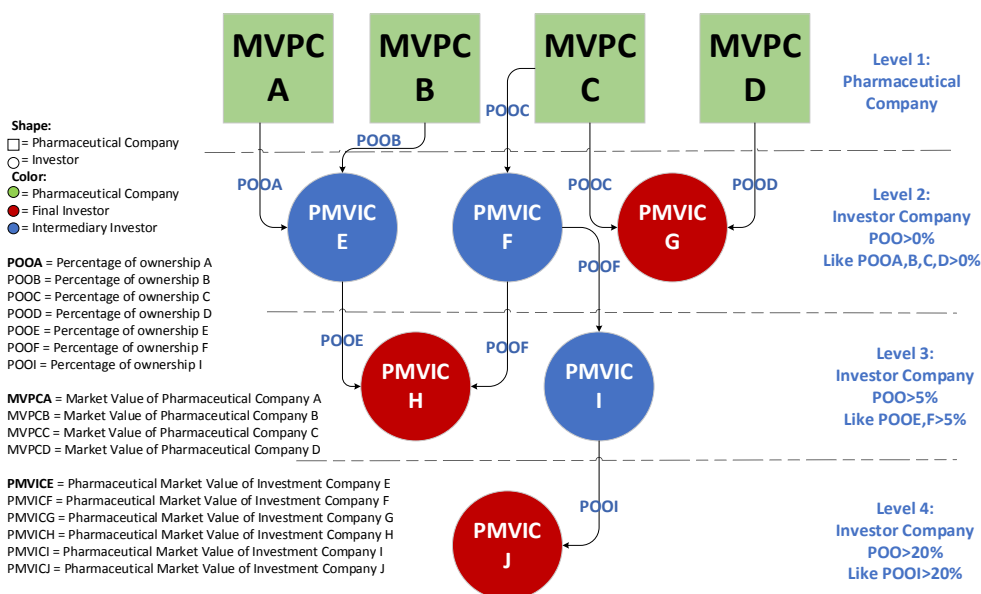 MVPC
A
MVPC
B
MVPC
C
MVPC
D
Level 1:
Pharmaceutical
Company
POOC
POOB
Shape:
= Pharmaceutical Company
= Investor
Color:
= Pharmaceutical Company
= Final Investor
= Intermediary Investor
POOA
PMVIC
E
PMVIC
F
POOC
PMVIC
G
POOD
Level 2:
Investor Company
POO>0%
Like POOA,B,C,D>0%
POOF
POOA = Percentage of ownership A
POOB = Percentage of ownership B
POOC = Percentage of ownership C
POOD = Percentage of ownership D
POOE = Percentage of ownership E
POOF = Percentage of ownership F
POOI = Percentage of ownership I
POOE
PMVIC
H
POOF
PMVIC
I
Level 3:
Investor Company
POO>5%
Like POOE,F>5%
MVPCA = Market Value of Pharmaceutical Company A
MVPCB = Market Value of Pharmaceutical Company B
MVPCC = Market Value of Pharmaceutical Company C
MVPCD = Market Value of Pharmaceutical Company D
PMVICE = Pharmaceutical Market Value of Investment Company E
PMVICF = Pharmaceutical Market Value of Investment Company F
PMVICG = Pharmaceutical Market Value of Investment Company G
PMVICH = Pharmaceutical Market Value of Investment Company H
PMVICI = Pharmaceutical Market Value of Investment Company I
PMVICJ = Pharmaceutical Market Value of Investment Company J
PMVIC
J
POOI
Level 4:
Investor Company
POO>20%
Like POOI>20%